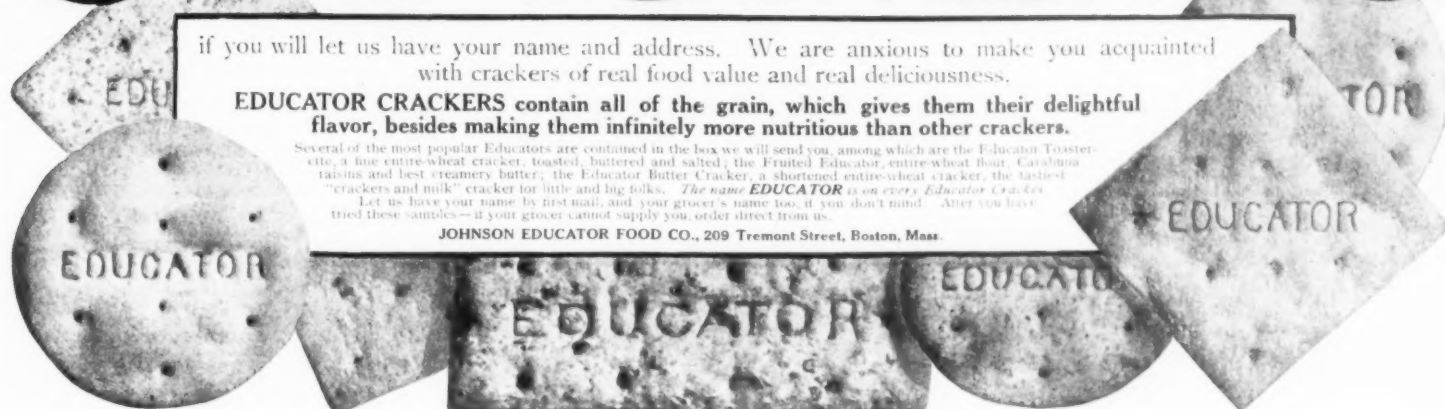 if you will let us have your name and address. We are anxious to make you acquainted
with crackers of real food value and real deliciousness.
EDUCATOR CRACKERS contain all of the grain, which gives them their delightful
flavor, besides making them infinitely more nutritious than other crackers.
Several of the most popular Educators are contained in the box we will send you, among which are the Educator Toaster-
ette, a fine entire-wheat cracker, toasted, buttered and salted; the Fruited Educator, entire-wheat flour,
raisins and best creamery butter; the Educator Butter Cracker, a shortened entire-wheat cracker, the tastiest
"crackers and milk" cracker for little and big folks. The name EDUCATOR is on every Educator Cracker
Let us have your name by first mail, and your grocer's name too, if you don't mind. After you have
tried these samples—if your grocer cannot supply you, order direct from us.
JOHNSON EDUCATOR FOOD CO., 209 Tremont Street, Boston, Mass.
EDU
TOR
EDUCATOR
EDUCATOR
EDUCATOR
EDUCATO